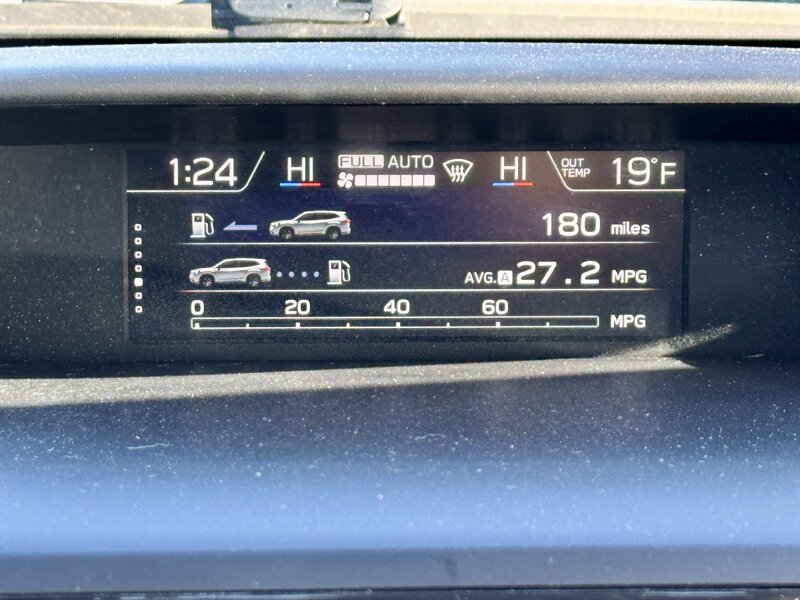 1:24 HI FULL AUTO HI OUT TEMP 19°F
180 miles
AVG. A 27.2 MPG
0 20 40 60
MPG